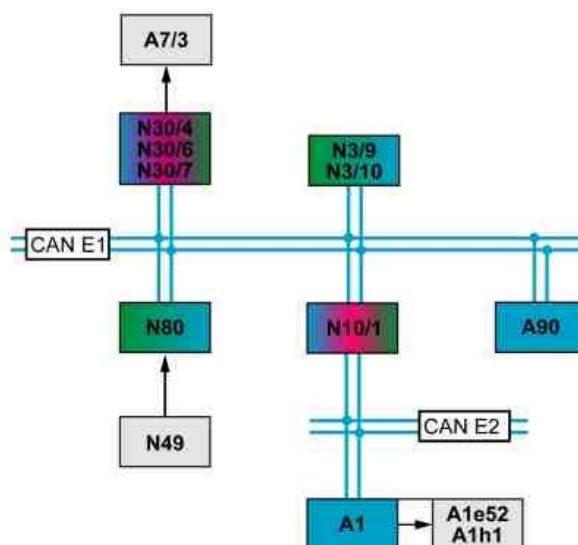 A7/3
N30/4
N30/6
N30/7
N3/9
N3/10
CAN E1
N80
N10/1
A90
N49
CAN E2
A1
A1e52
A1h1